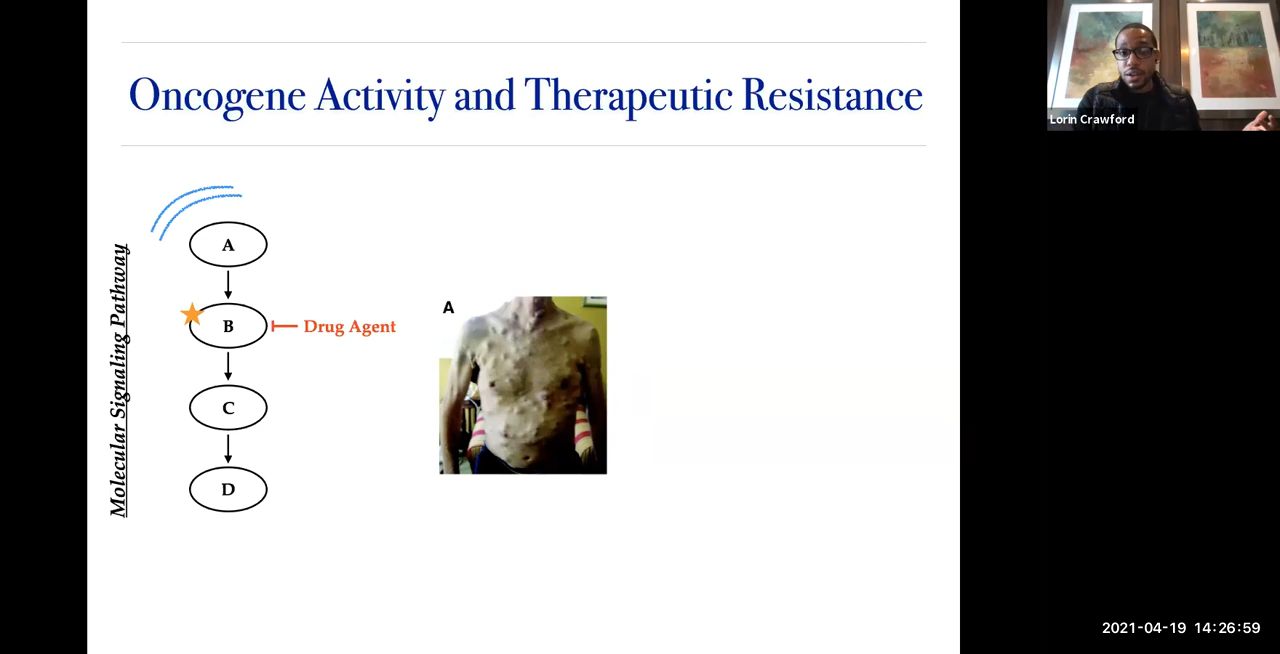 Oncogene Activity and Therapeutic Resistance
Lorin Crawford
Molecular Signaling Pathway
A
B
Drug Agent
C
D
A
2021-04-19 14:26:59